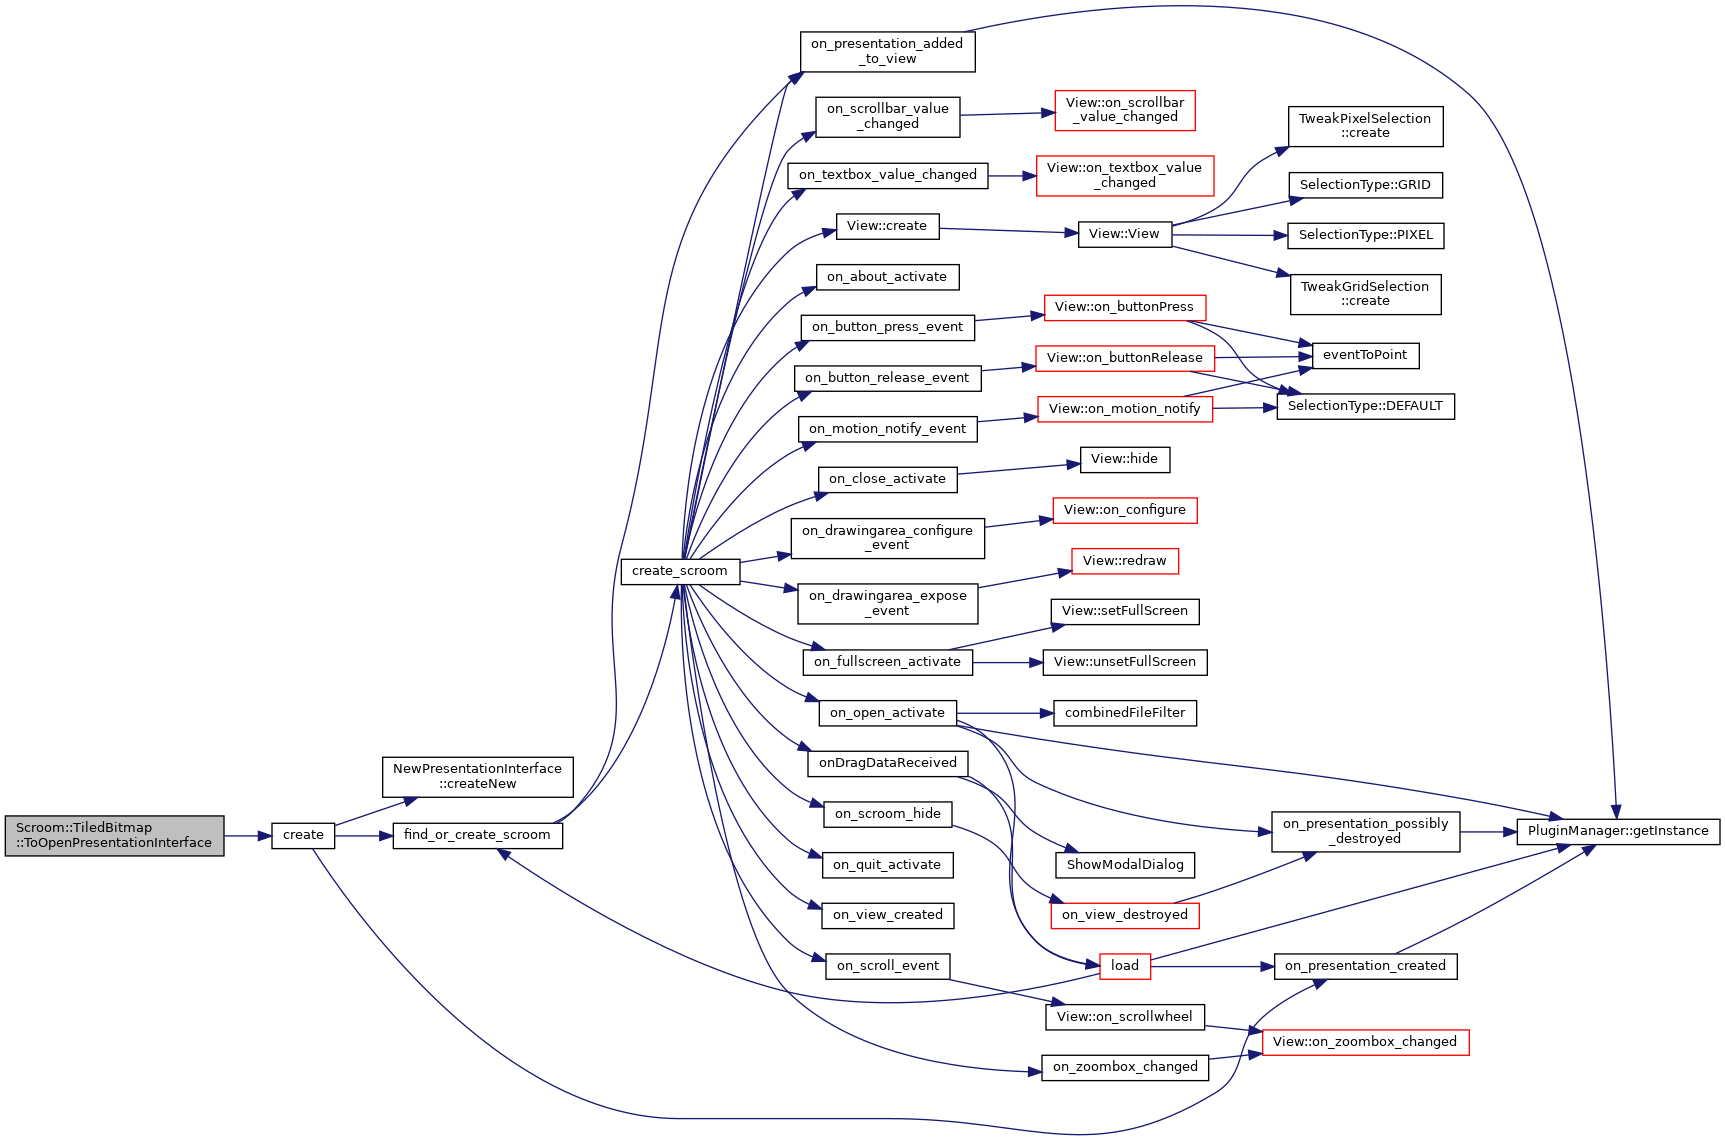 Scroom::TiledBitmap
::ToOpenPresentationInterface
create
NewPresentationInterface
::createNew
find_or_create_scroom
create_scroom
on_presentation_added
_to_view
on_scrollbar_value
_changed
on_textbox_value_changed
View::create
on_about_activate
on_button_press_event
on_button_release_event
on_motion_notify_event
on_close_activate
on_drawingarea_configure
_event
on_drawingarea_expose
_event
on_fullscreen_activate
on_open_activate
onDragDataReceived
on_scroom_hide
on_quit_activate
on_view_created
on_scroll_event
View::on_scrollbar
_value_changed
View::on_textbox_value
_changed
View::View
View::on_buttonPress
View::on_buttonRelease
View::on_motion_notify
View::hide
View::on_configure
View::redraw
View::setFullScreen
View::unsetFullScreen
combinedFileFilter
ShowModalDialog
on_view_destroyed
load
View::on_scrollwheel
on_zoombox_changed
TweakPixelSelection
::create
SelectionType::GRID
SelectionType::PIXEL
TweakGridSelection
::create
eventToPoint
SelectionType::DEFAULT
on_presentation_possibly
_destroyed
on_presentation_created
View::on_zoombox_changed
PluginManager::getInstance